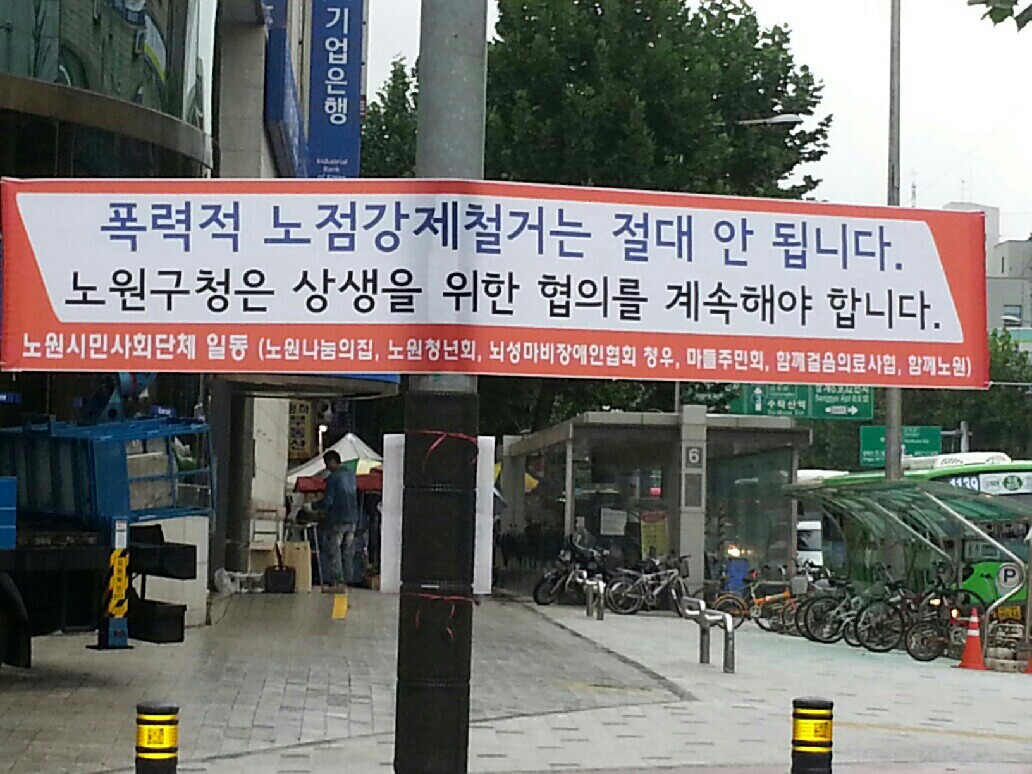 기업은행
Industrial
Bank
폭력적 노점강제철거는 절대 안 됩니다.
노원구청은 상생을 위한 협의를 계속해야 합니다.
노원시민사회단체 일동 (노원나눔의집, 노원청년회, 뇌성마비장애인협회 청우, 마들주민회, 함께걸음의료사협, 함께노원)
수락산역
6
1139
P